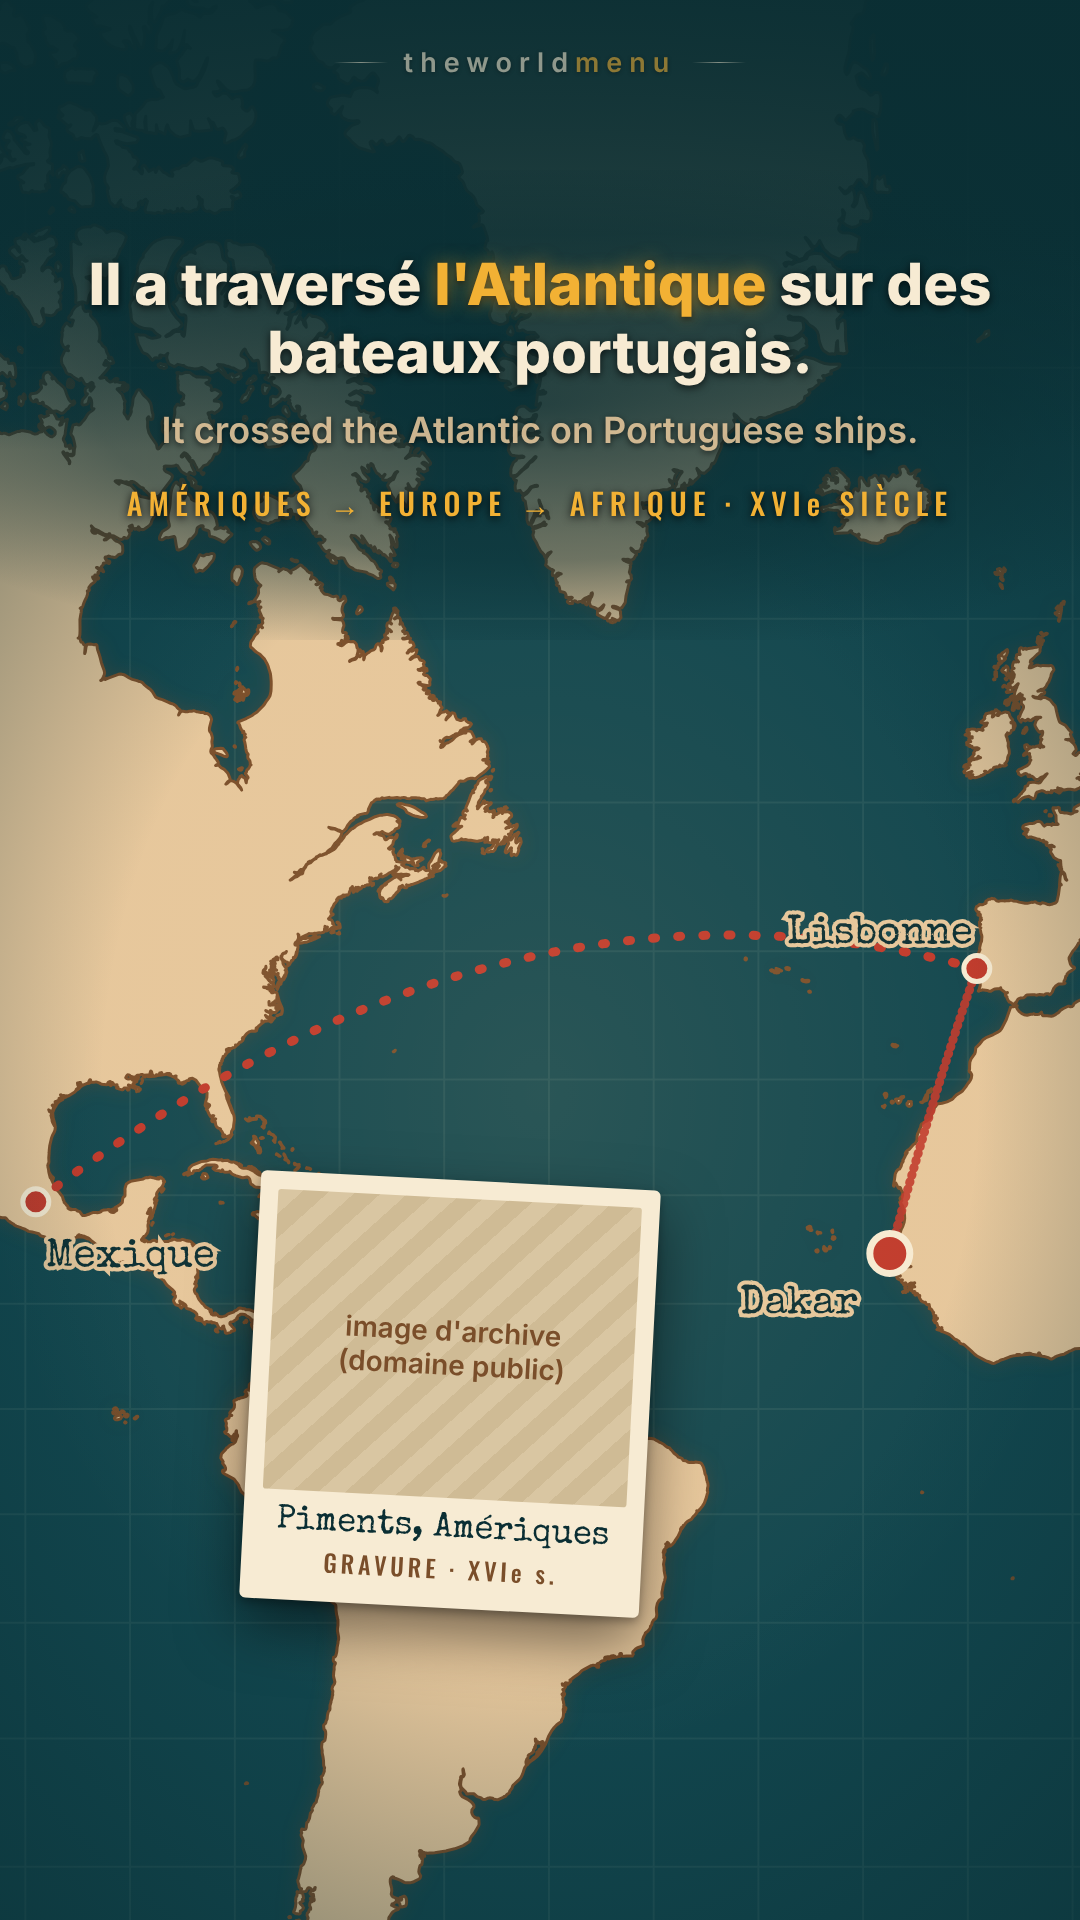 theworldmenu
Il a traversé l'Atlantique sur des
bateaux portugais.
It crossed the Atlantic on Portuguese ships.
AMÉRIQUES → EUROPE → AFRIQUE · XVIe SIÈCLE
Lisbonne
Mexique
Dakar
image d'archive
(domaine public)
Piments, Amériques
GRAVURE · XVIe s.